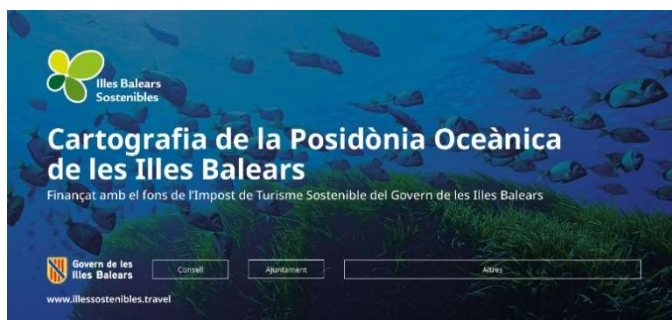 Illes Balears
Sostenibles
Cartografia de la Posidònia Oceànica
de les Illes Balears
Finançat amb el fons de l'Impost de Turisme Sostenible del Govern de les Illes Balears
Govern de les
Illes Balears
Consell
Ajuntament
Altres
www.illessostenibles.travel